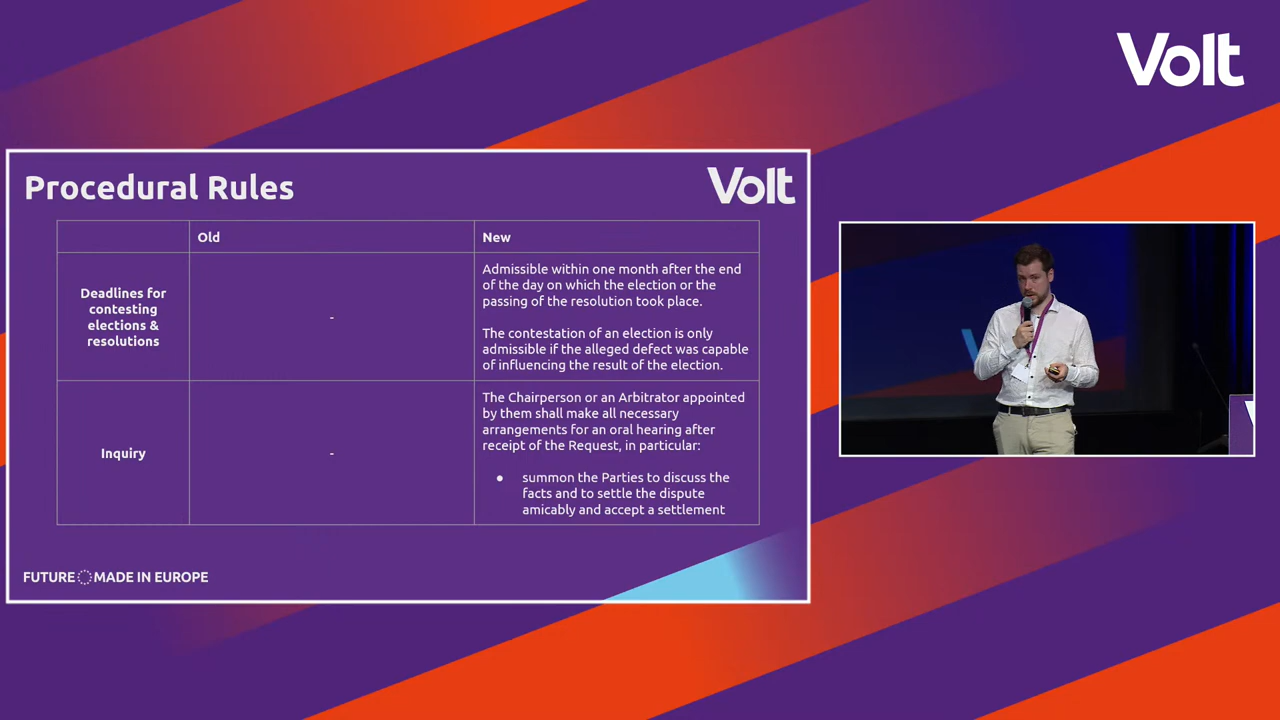 Volt
Procedural Rules
Volt
Old
New
Deadlines for
contesting
elections &
resolutions
-
Admissible within one month after the end
of the day on which the election or the
passing of the resolution took place.
The contestation of an election is only
admissible if the alleged defect was capable
of influencing the result of the election.
Inquiry
-
The Chairperson or an Arbitrator appointed
by them shall make all necessary
arrangements for an oral hearing after
receipt of the Request, in particular:
● summon the Parties to discuss the
facts and to settle the dispute
amicably and accept a settlement
FUTURE MADE IN EUROPE